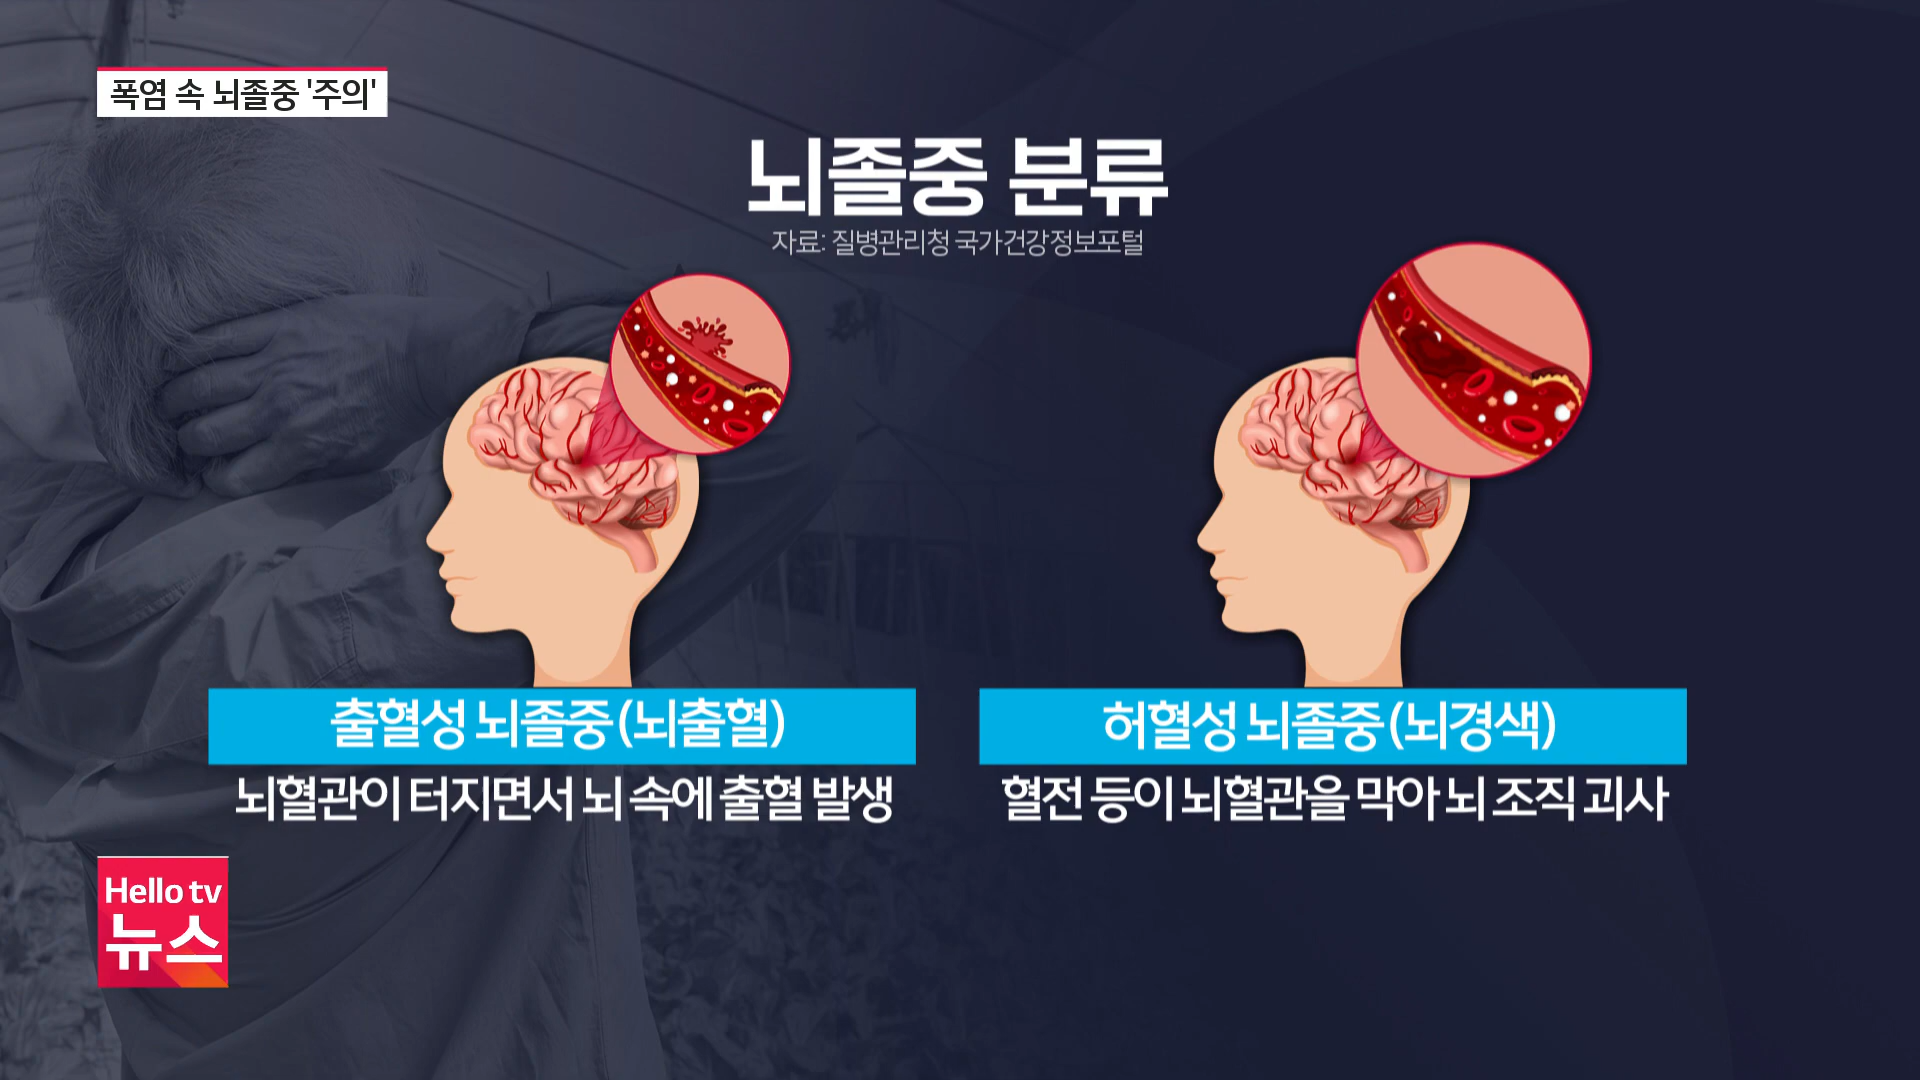 폭염 속 뇌졸중 '주의'
뇌졸중 분류
자료: 질병관리청 국가건강정보포털
출혈성 뇌졸중(뇌출혈)
허혈성 뇌졸중(뇌경색)
뇌혈관이 터지면서 뇌 속에 출혈 발생
혈전 등이 뇌혈관을 막아 뇌 조직 괴사
Hello tv
뉴스